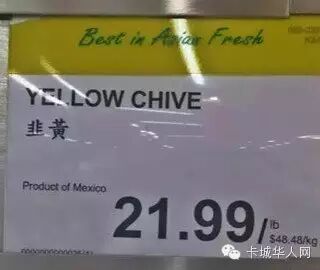 Best in Asian Fresh
YELLOW CHIVE
韭黃
Product of Mexico
21.99/lb
$48.48/kg
卡城华人网